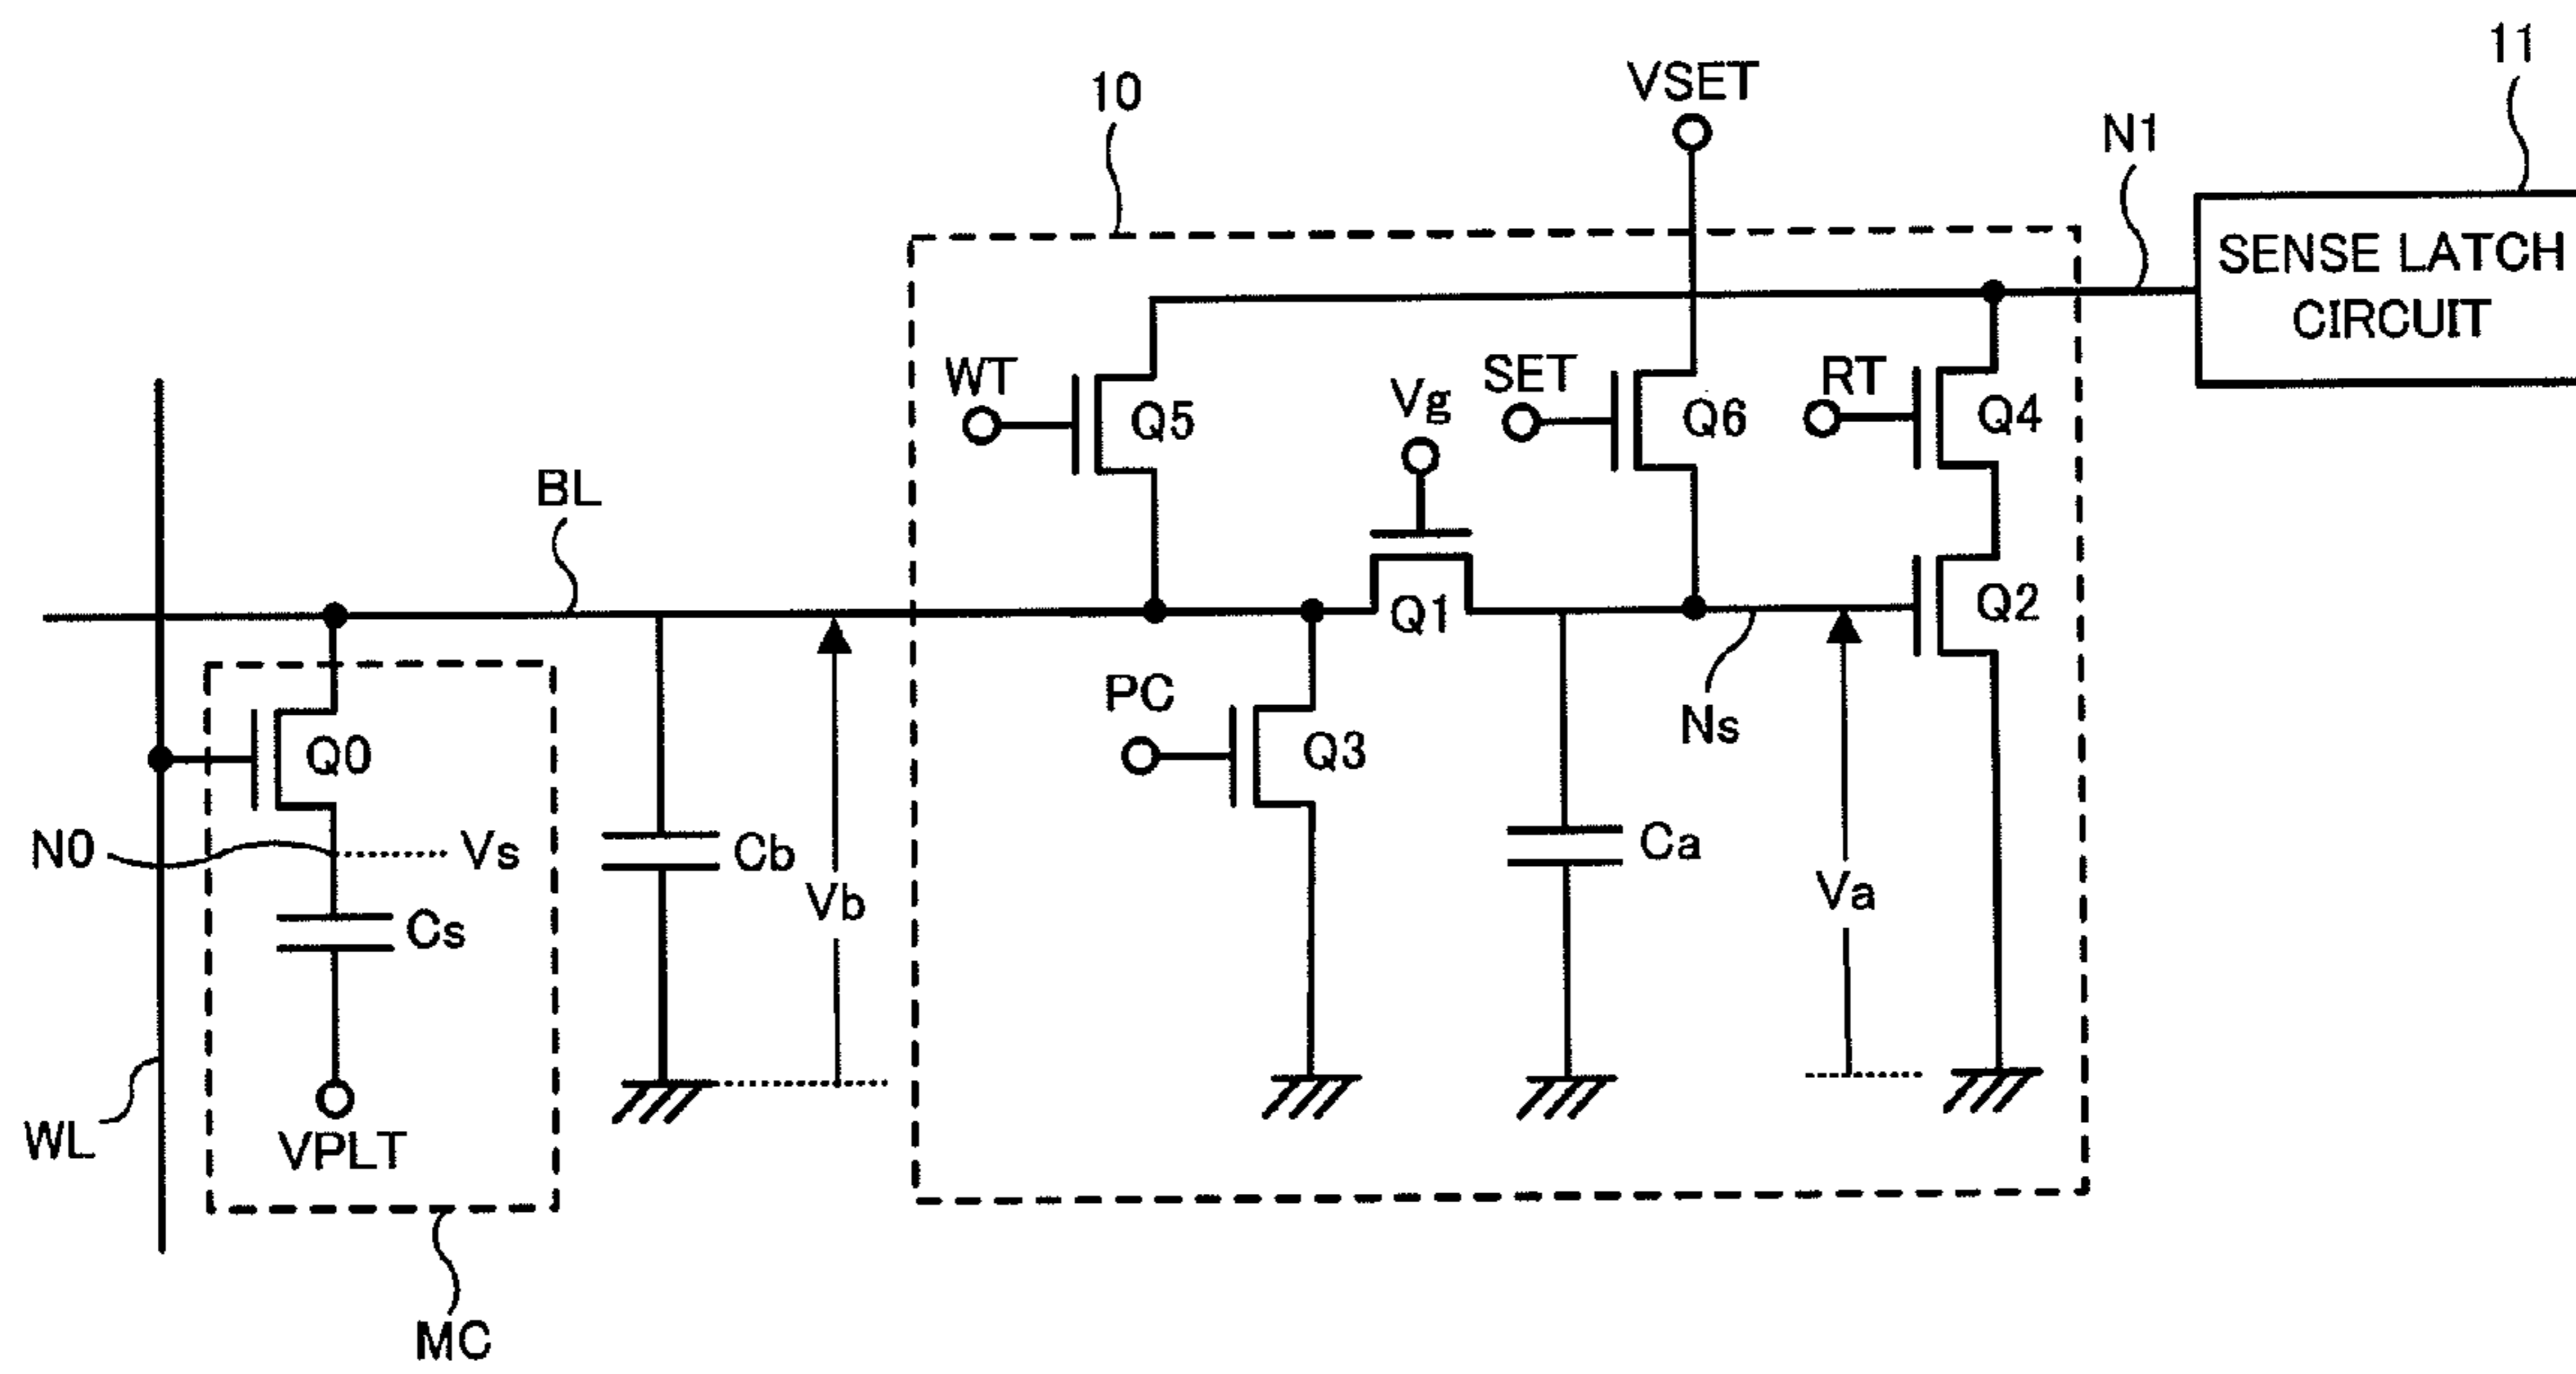 11
VSET
10
N1
SENSE LATCH
CIRCUIT
WT
Q5
Vg
SET
Q6
RT
Q4
BL
Q1
Q2
PC
Q3
Ns
Q0
N0
Vs
Cb
Vb
Ca
Va
Cs
WL
VPLT
MC